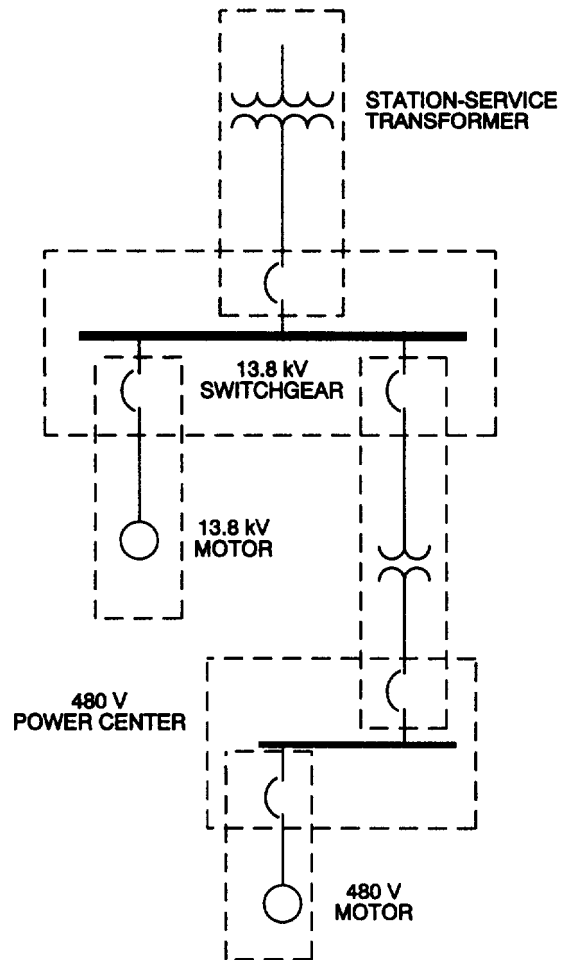 STATION-SERVICE
TRANSFORMER
13.8 kV
SWITCHGEAR
13.8 kV
MOTOR
480 V
POWER CENTER
480 V
MOTOR